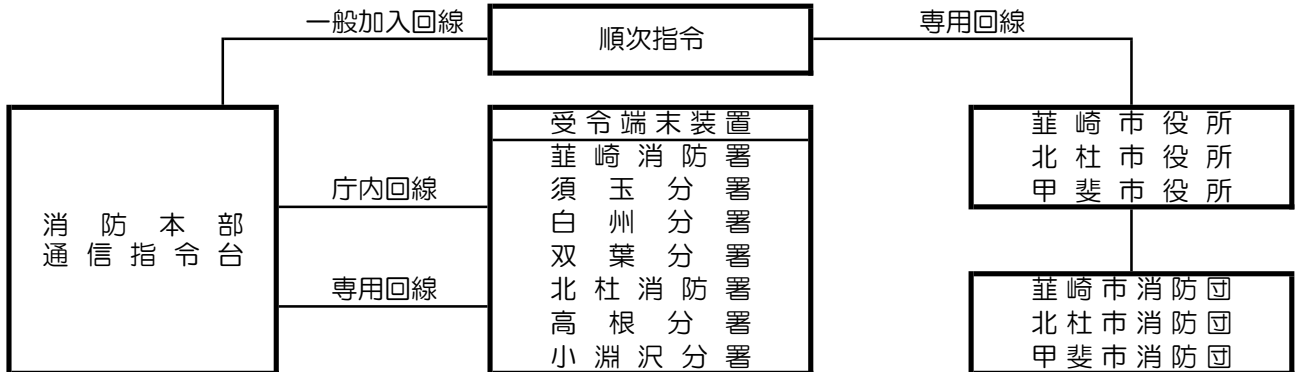 一般加入回線
順次指令
専用回線
消防本部
通信指令台
庁内回線
専用回線
受令端末装置
韮崎消防署
須玉分署
白州分署
双葉分署
北杜消防署
高根分署
小淵沢分署
韮崎市役所
北杜市役所
甲斐市役所
韮崎市消防団
北杜市消防団
甲斐市消防団